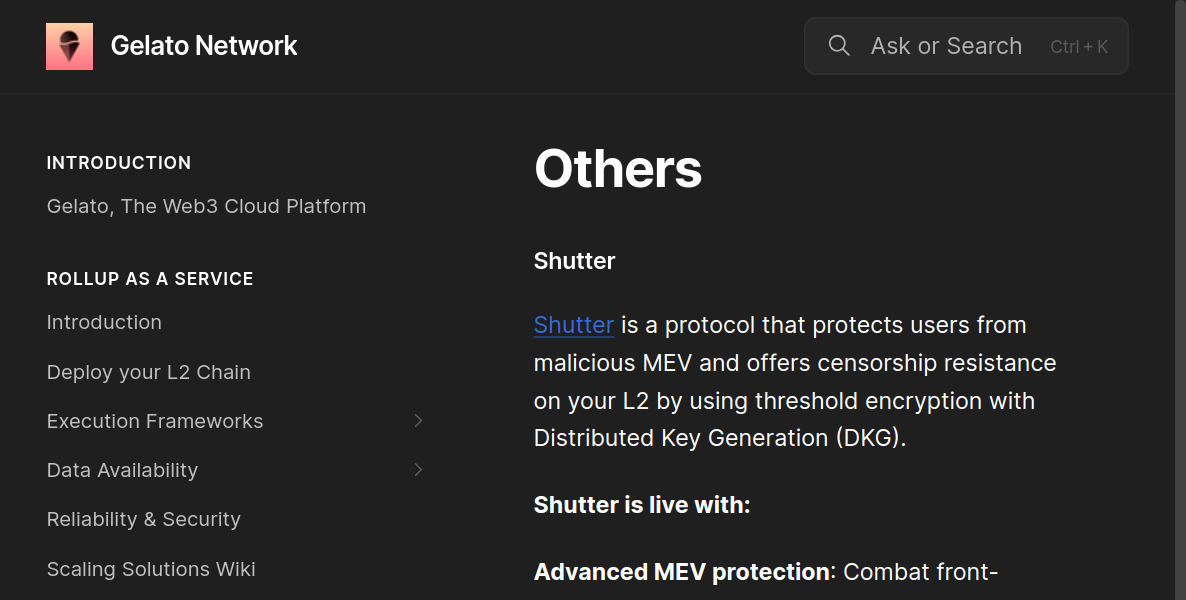 Gelato Network
Ask or Search Ctrl + K
INTRODUCTION
Gelato, The Web3 Cloud Platform
ROLLUP AS A SERVICE
Introduction
Deploy your L2 Chain
Execution Frameworks
Data Availability
Reliability & Security
Scaling Solutions Wiki
Others
Shutter
Shutter is a protocol that protects users from
malicious MEV and offers censorship resistance
on your L2 by using threshold encryption with
Distributed Key Generation (DKG).
Shutter is live with:
Advanced MEV protection: Combat front-